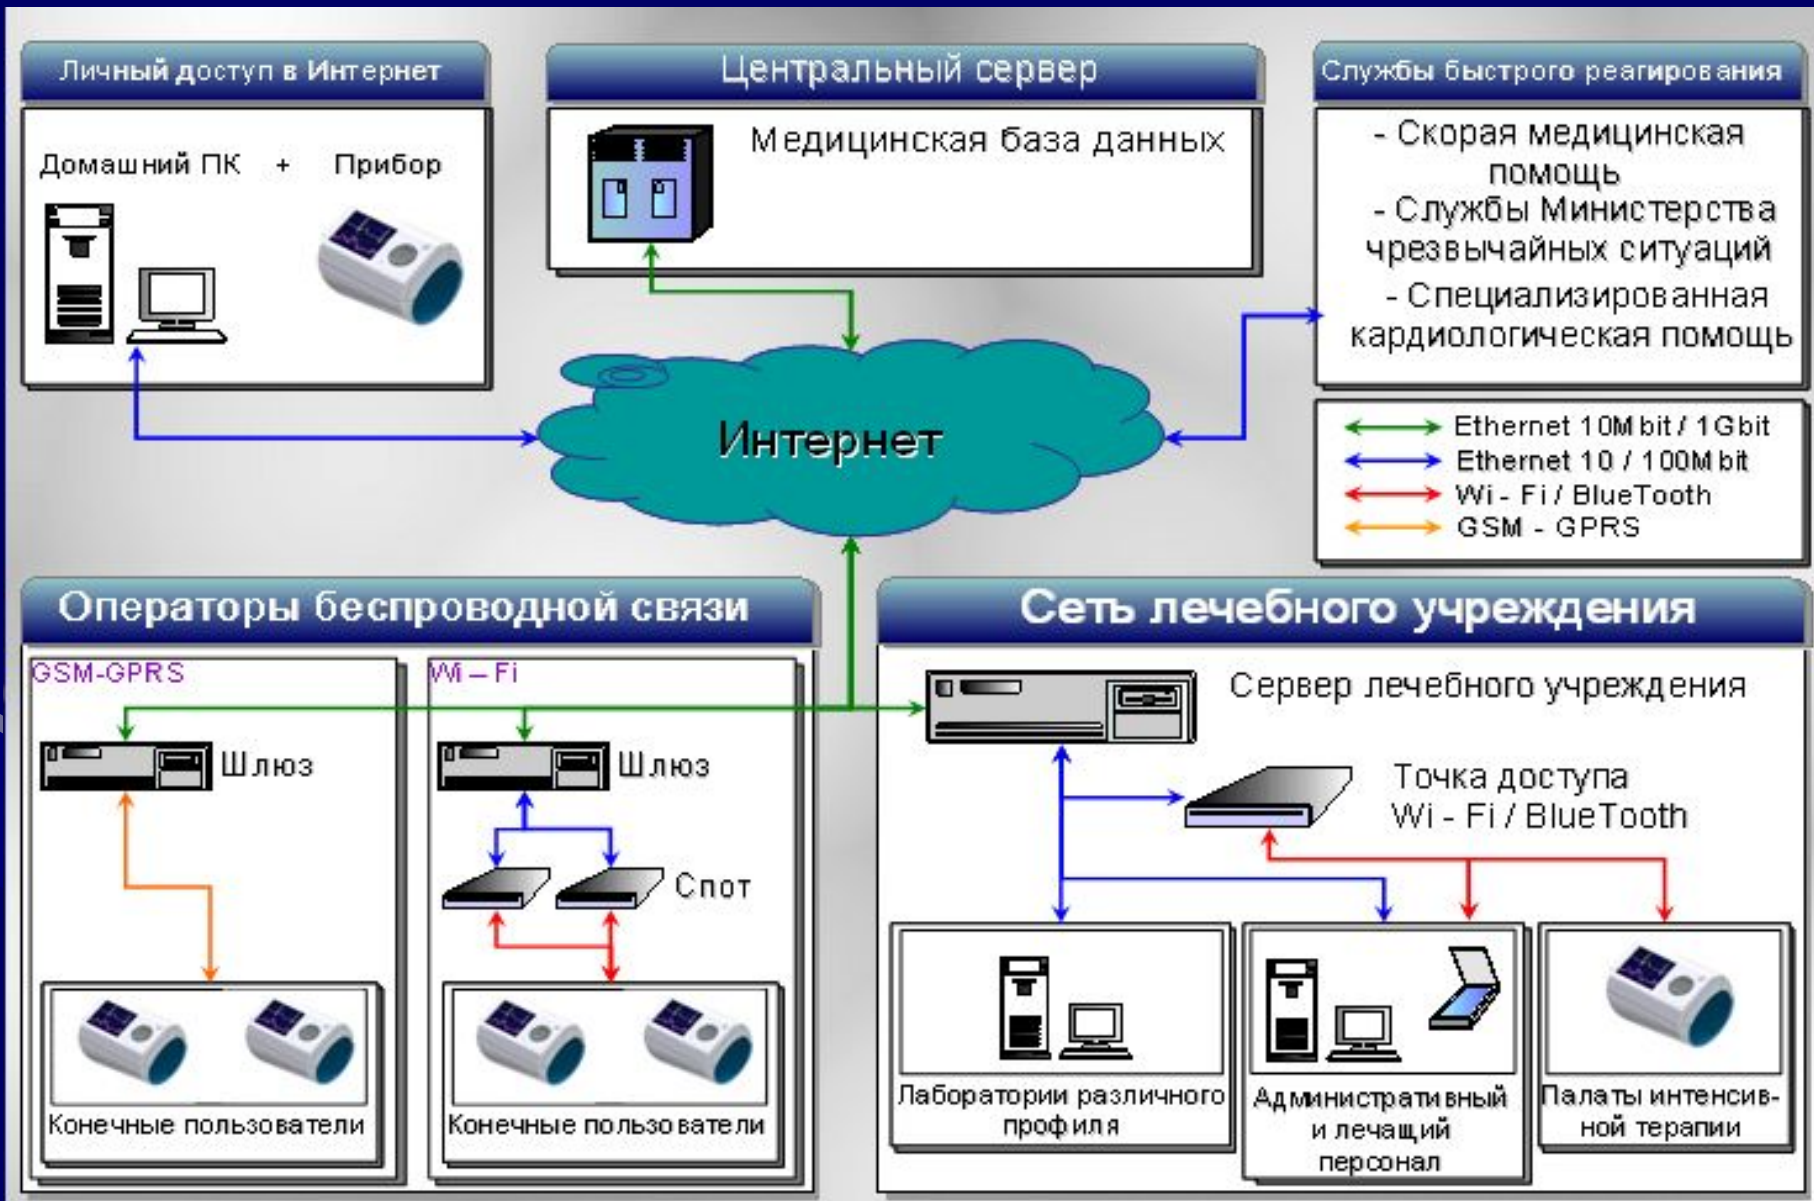 Личный доступ в Интернет
Домашний ПК + Прибор
Центральный сервер
Медицинская база данных
Службы быстрого реагирования
- Скорая медицинская
помощь
- Службы Министерства
чрезвычайных ситуаций
- Специализированная
кардиологическая помощь
Интернет
Ethernet 10Mbit / 1Gbit
Ethernet 10 / 100Mbit
Wi - Fi / BlueTooth
GSM - GPRS
Операторы беспроводной связи
GSM-GPRS
Шлюз
Конечные пользователи
Wi – Fi
Шлюз
Спот
Конечные пользователи
Сеть лечебного учреждения
Сервер лечебного учреждения
Точка доступа
Wi - Fi / BlueTooth
Лаборатории различного
профиля
Административный
и лечащий
персонал
Палаты интенсив-
ной терапии